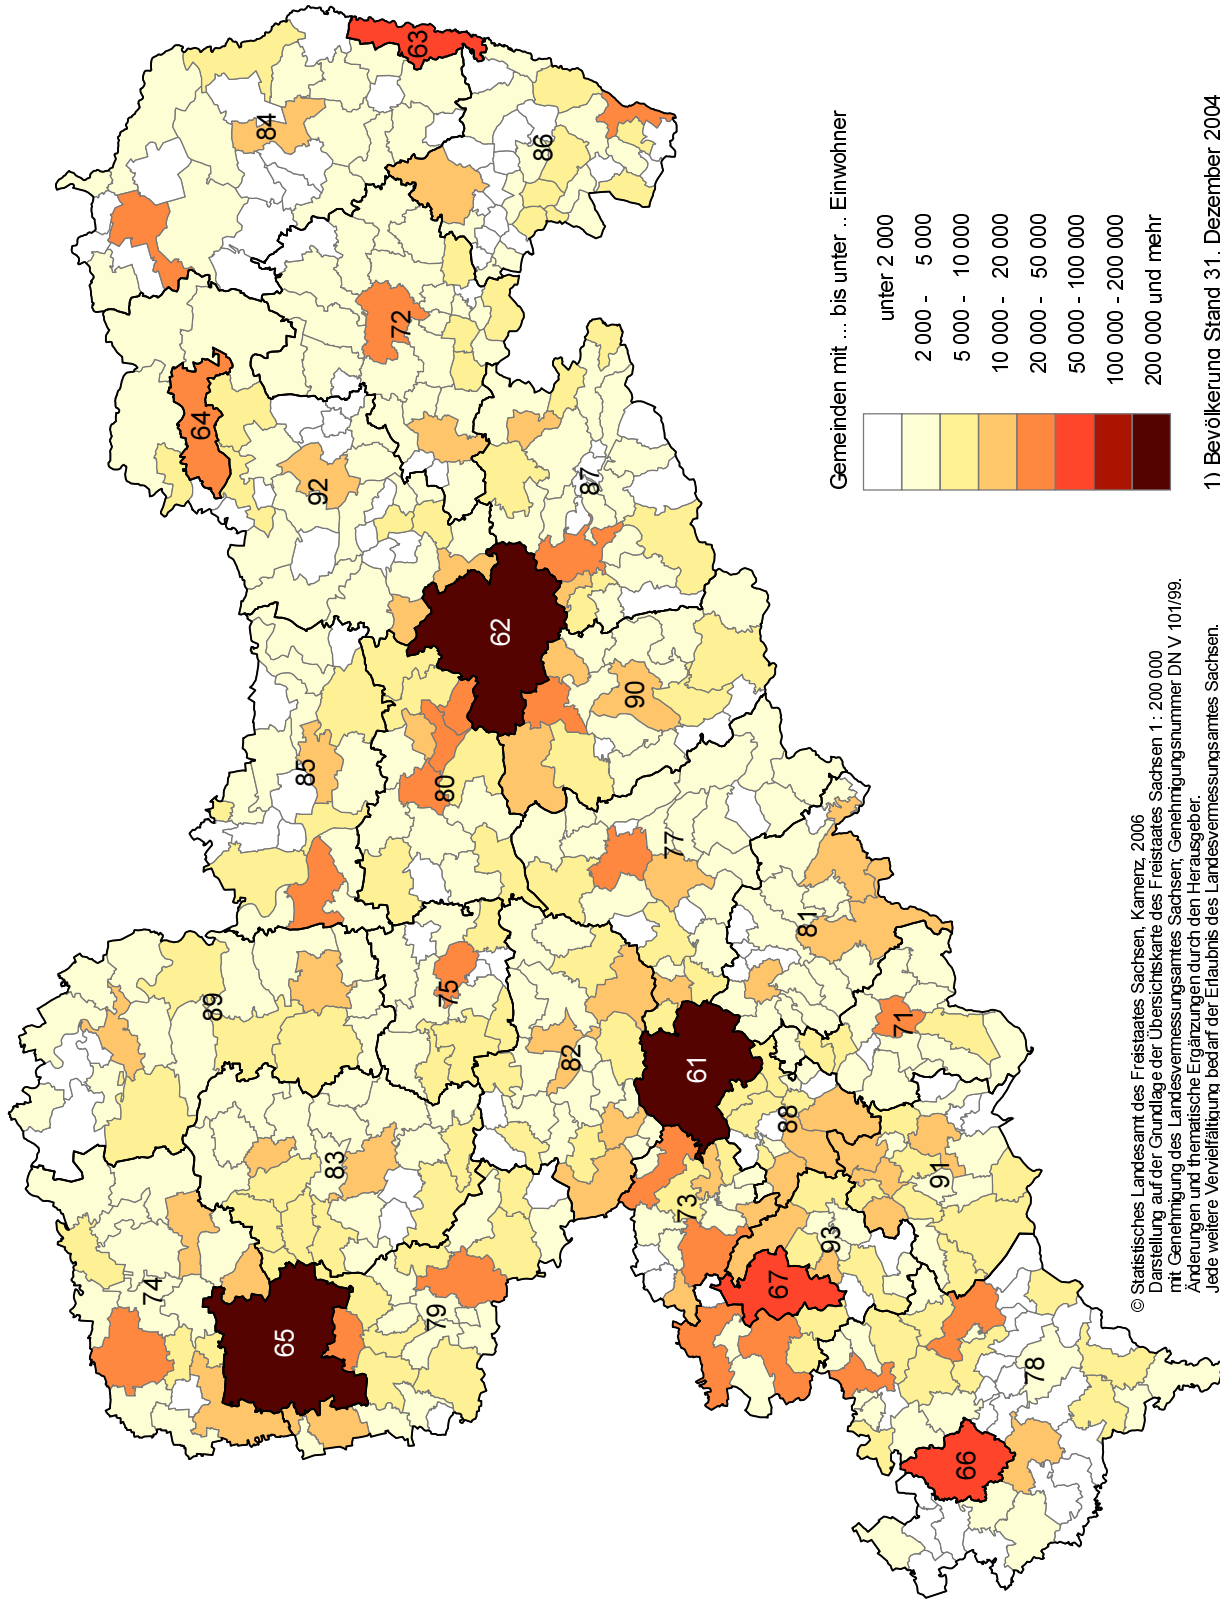 63
84
86
72
64
92
87
62
90
85
80
77
81
89
75
82
61
71
88
83
91
73
93
74
79
65
67
78
66
Gemeinden mit ... bis unter ... Einwohner
unter 2 000
2 000 - 5 000
5 000 - 10 000
10 000 - 20 000
20 000 - 50 000
50 000 - 100 000
100 000 - 200 000
200 000 und mehr
1) Bevölkerung Stand 31. Dezember 2004
© Statistisches Landesamt des Freistaates Sachsen, Kamenz, 2006
Darstellung auf der Grundlage der Übersichtskarte des Freistaates Sachsen 1 : 200 000
mit Genehmigung des Landesvermessungsamtes Sachsen; Genehmigungsnummer DN V 101/99.
Änderungen und thematische Ergänzungen durch den Herausgeber.
Jede weitere Vervielfältigung bedarf der Erlaubnis des Landesvermessungsamtes Sachsen.